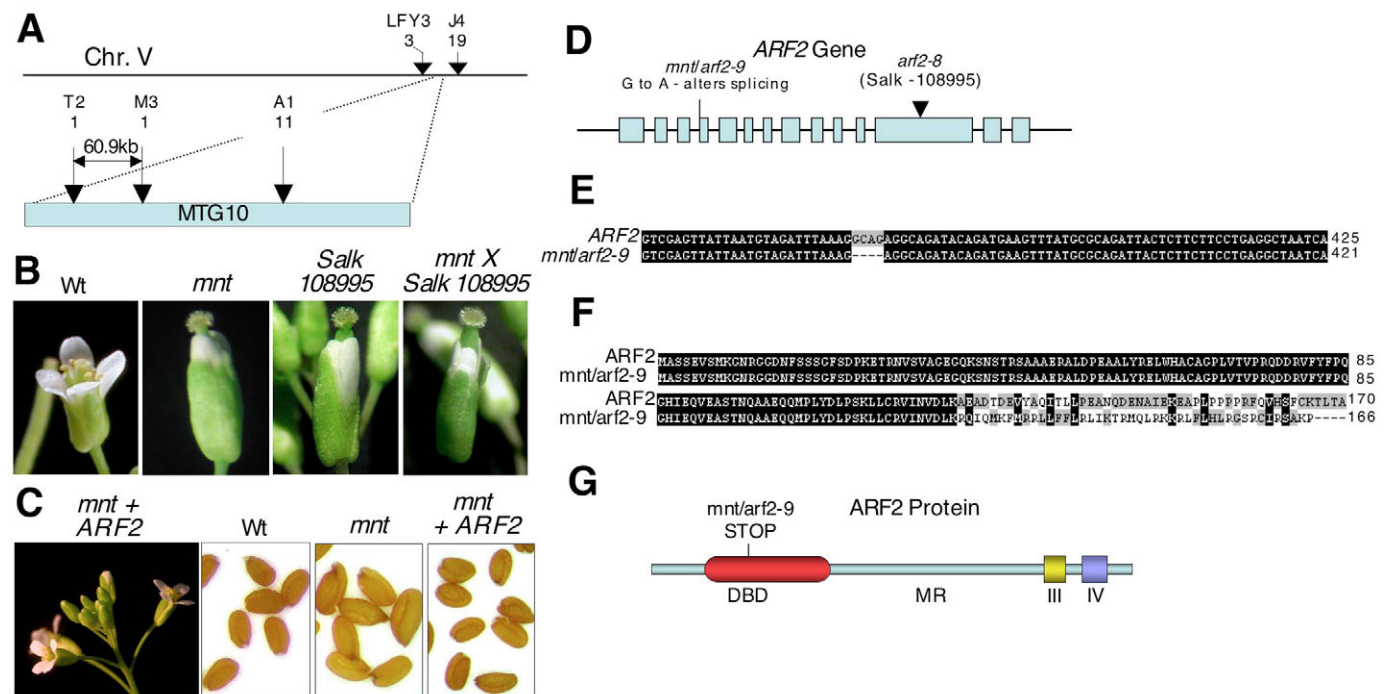 A
Chr. V
LFY3
3
J4
19
T2
1
M3
1
A1
11
60.9kb
MTG10
B
Wt
mnt
Salk
108995
mnt X
Salk 108995
C
mnt +
ARF2
Wt
mnt
mnt
+ ARF2
D
ARF2 Gene
mnt/arf2-9
G to A - alters splicing
arf2-8
(Salk -108995)
E
ARF2 GTCGAGTTATTAATGTAGATTTAAAGGCAGAGGCAGATACAGATGAAGTTTATGCGCAGATTACTCTTCTTCCTGAGGCTAATCA 425
mnt/arf2-9 GTCGAGTTATTAATGTAGATTTAAAG----AGGCAGATACAGATGAAGTTTATGCGCAGATTACTCTTCTTCCTGAGGCTAATCA 421
F
ARF2 MASSEVSMKGNRGGDNFSSSGFSDPKETRNVSVAGEGQKSNSTRSAAAERALDPEAALYRELWHACAGPLVTVPRQDDRVFYFPQ 85
mnt/arf2-9 MASSEVSMKGNRGGDNFSSSGFSDPKETRNVSVAGEGQKSNSTRSAAAERALDPEAALYRELWHACAGPLVTVPRQDDRVFYFPQ 85
ARF2 GHIEQVEASTNQAAEQQMPLYDLPSKLLCRVINVDLKAEADTDEVYAQITLLPEANQDENAIEKEAPLPPPPRFQVHSFCKTLTA 170
mnt/arf2-9 GHIEQVEASTNQAAEQQMPLYDLPSKLLCRVINVDLKRQIQMKFMRRLLFFLRLIKTRMQLRKRRLFLHLRGSRCIRSAKP---- 166
G
mnt/arf2-9
STOP
ARF2 Protein
DBD
MR
III
IV